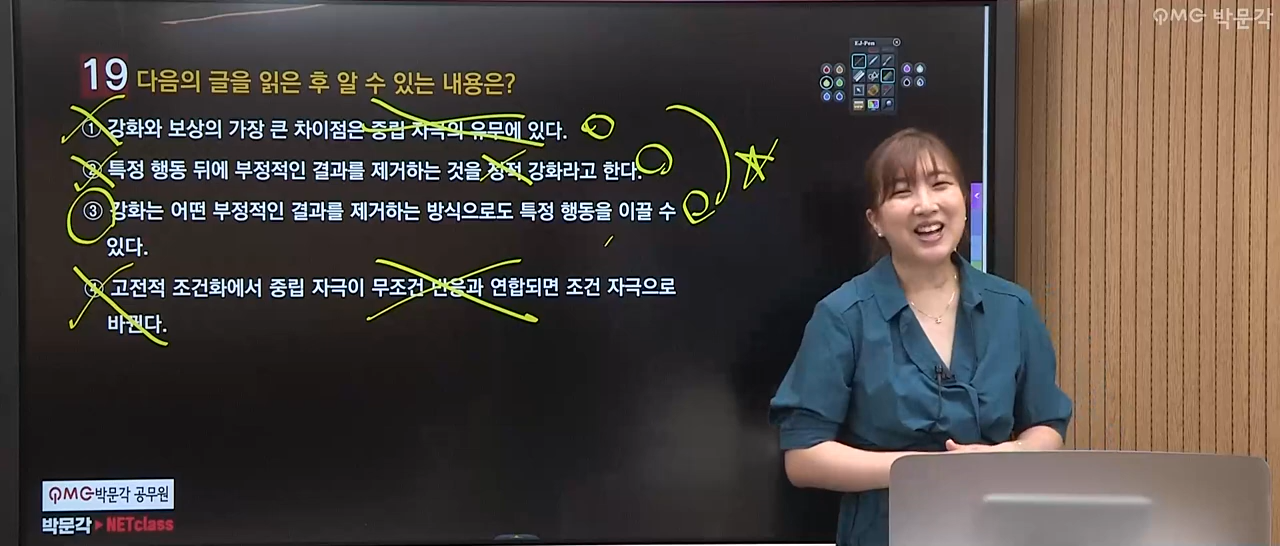 QMG 박문각
19 다음의 글을 읽은 후 알 수 있는 내용은?
① 강화와 보상의 가장 큰 차이점은 중립 자극의 유무에 있다.
② 특정 행동 뒤에 부정적인 결과를 제거하는 것을 정적 강화라고 한다.
③ 강화는 어떤 부정적인 결과를 제거하는 방식으로도 특정 행동을 이끌 수
있다.
④ 고전적 조건화에서 중립 자극이 무조건 반응과 연합되면 조건 자극으로
바뀐다.
EJ-Pen
QMG박문각 공무원
박문각 NETclass